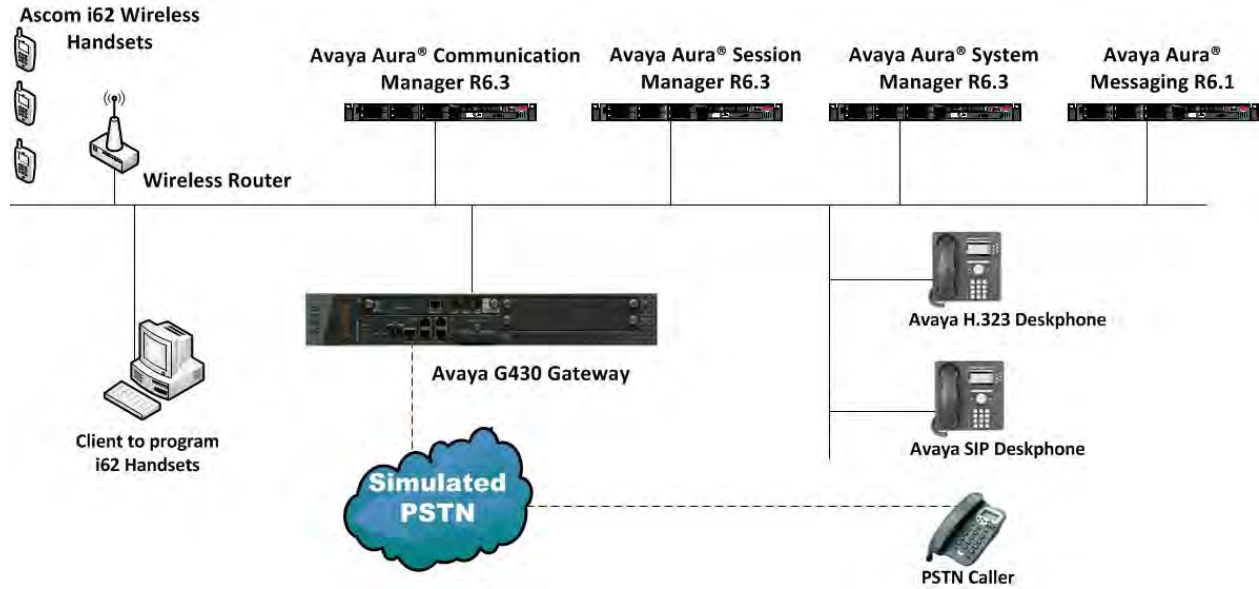 Ascom i62 Wireless
Handsets
Avaya Aura® Communication
Manager R6.3
Avaya Aura® Session
Manager R6.3
Avaya Aura® System
Manager R6.3
Avaya Aura®
Messaging R6.1
Wireless Router
Avaya H.323 Deskphone
Avaya G430 Gateway
Client to program
i62 Handsets
Avaya SIP Deskphone
Simulated
PSTN
PSTN Caller